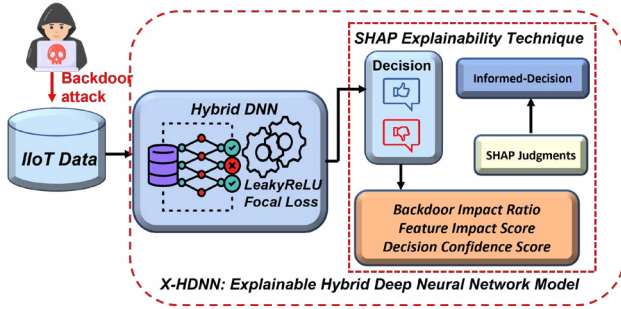 SHAP Explainability Technique
Backdoor
attack
IIoT Data
Hybrid DNN
LeakyReLU
Focal Loss
Decision
Informed-Decision
SHAP Judgments
Backdoor Impact Ratio
Feature Impact Score
Decision Confidence Score
X-HDNN: Explainable Hybrid Deep Neural Network Model